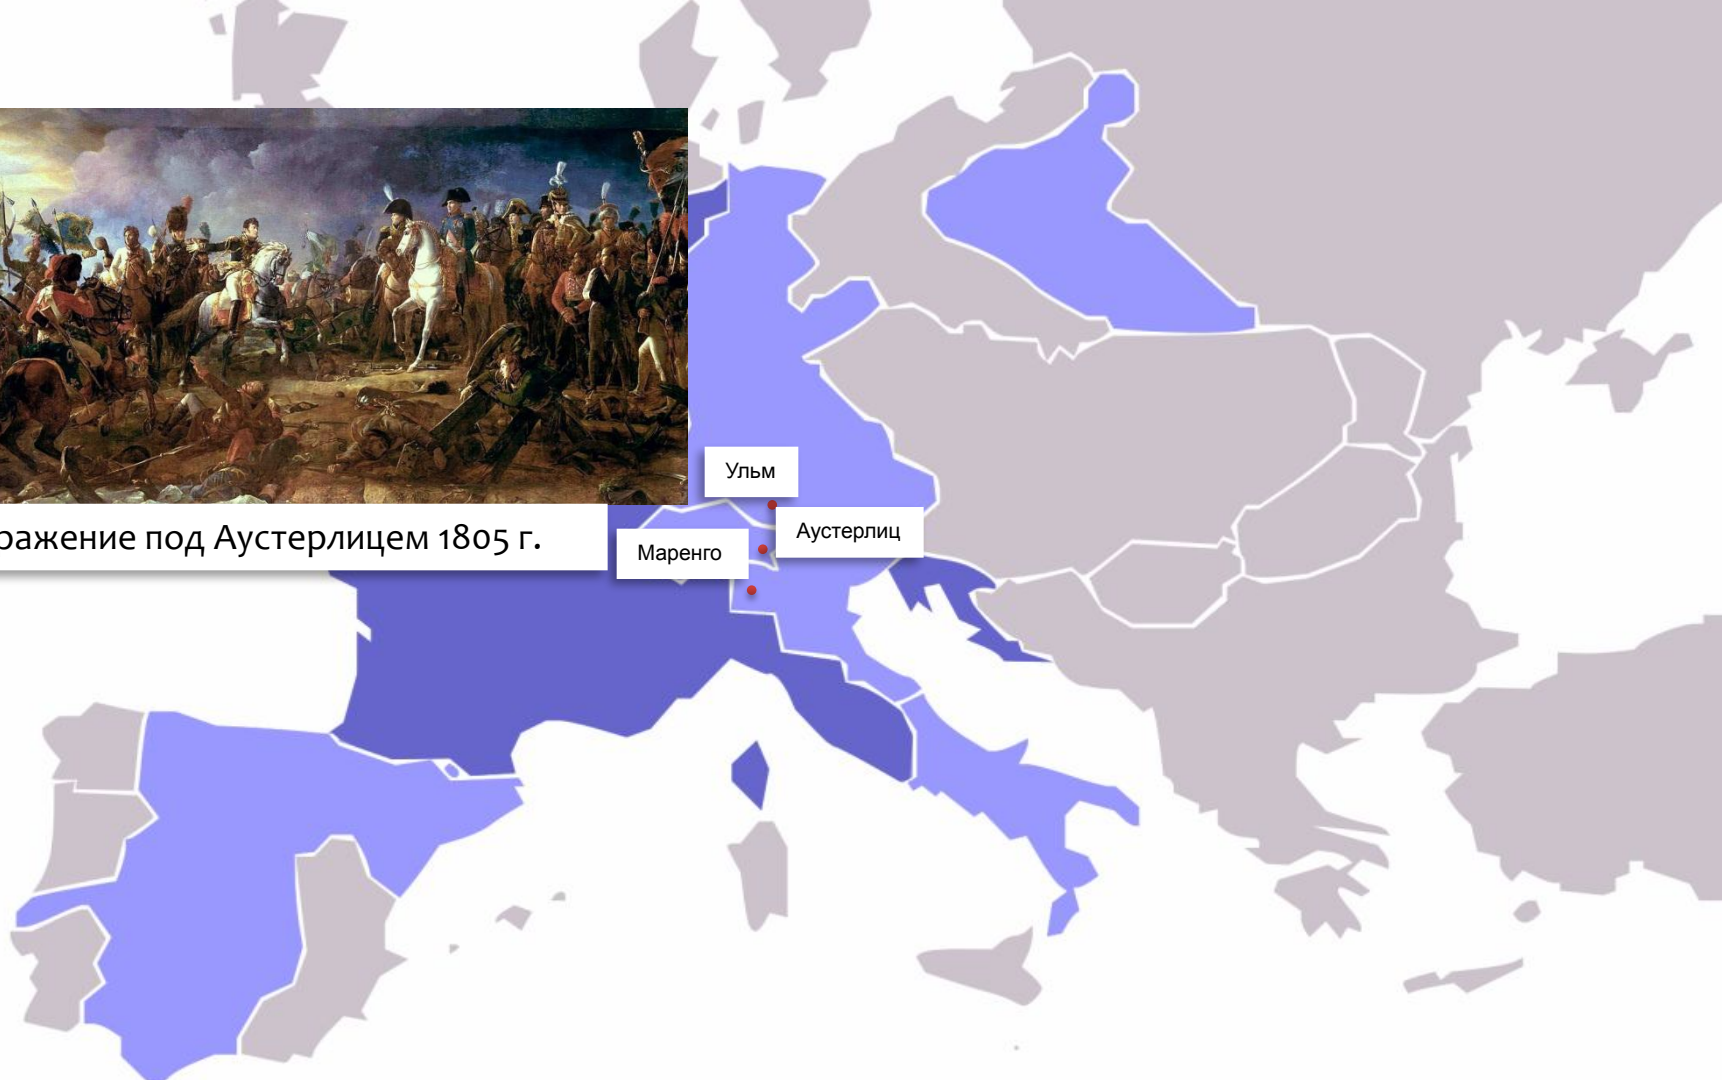 Ульм
Аустерлиц
ражение под Аустерлицем 1805 г.
Маренго